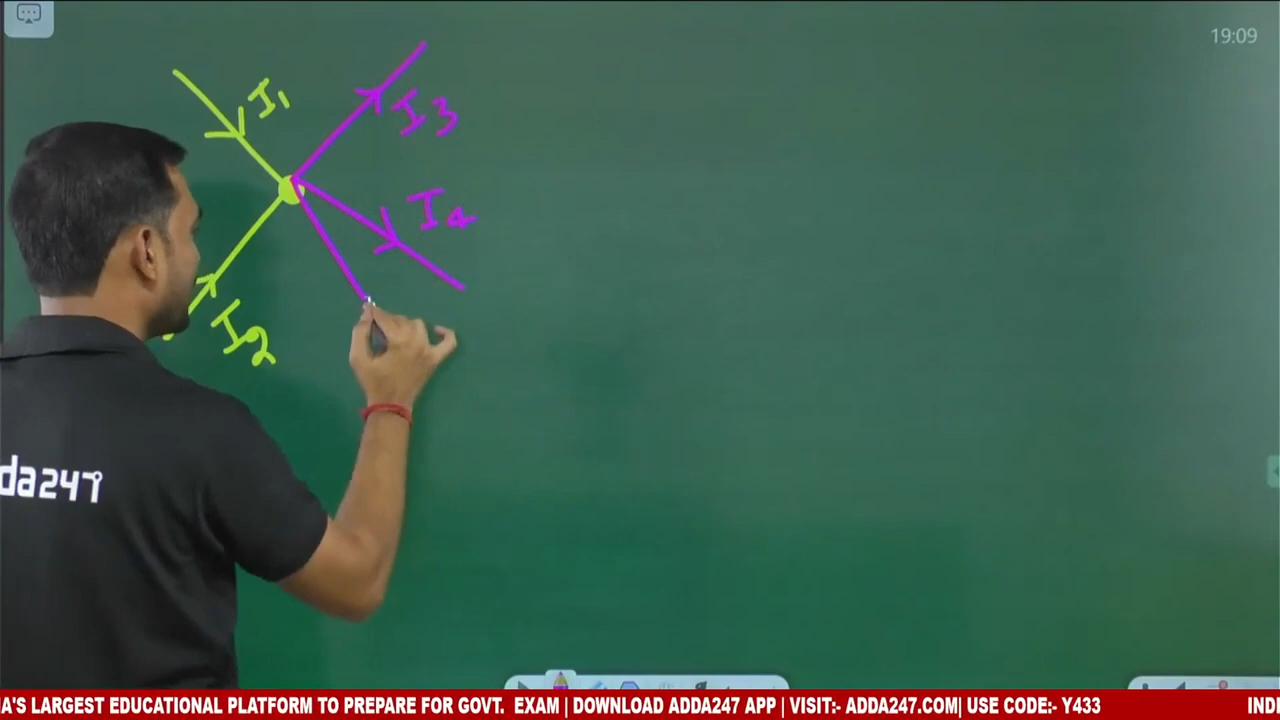 19:09
I1
I3
I4
I2
da247
A'S LARGEST EDUCATIONAL PLATFORM TO PREPARE FOR GOVT. EXAM | DOWNLOAD ADDA247 APP | VISIT:- ADDA247.COM| USE CODE:- Y433 IND